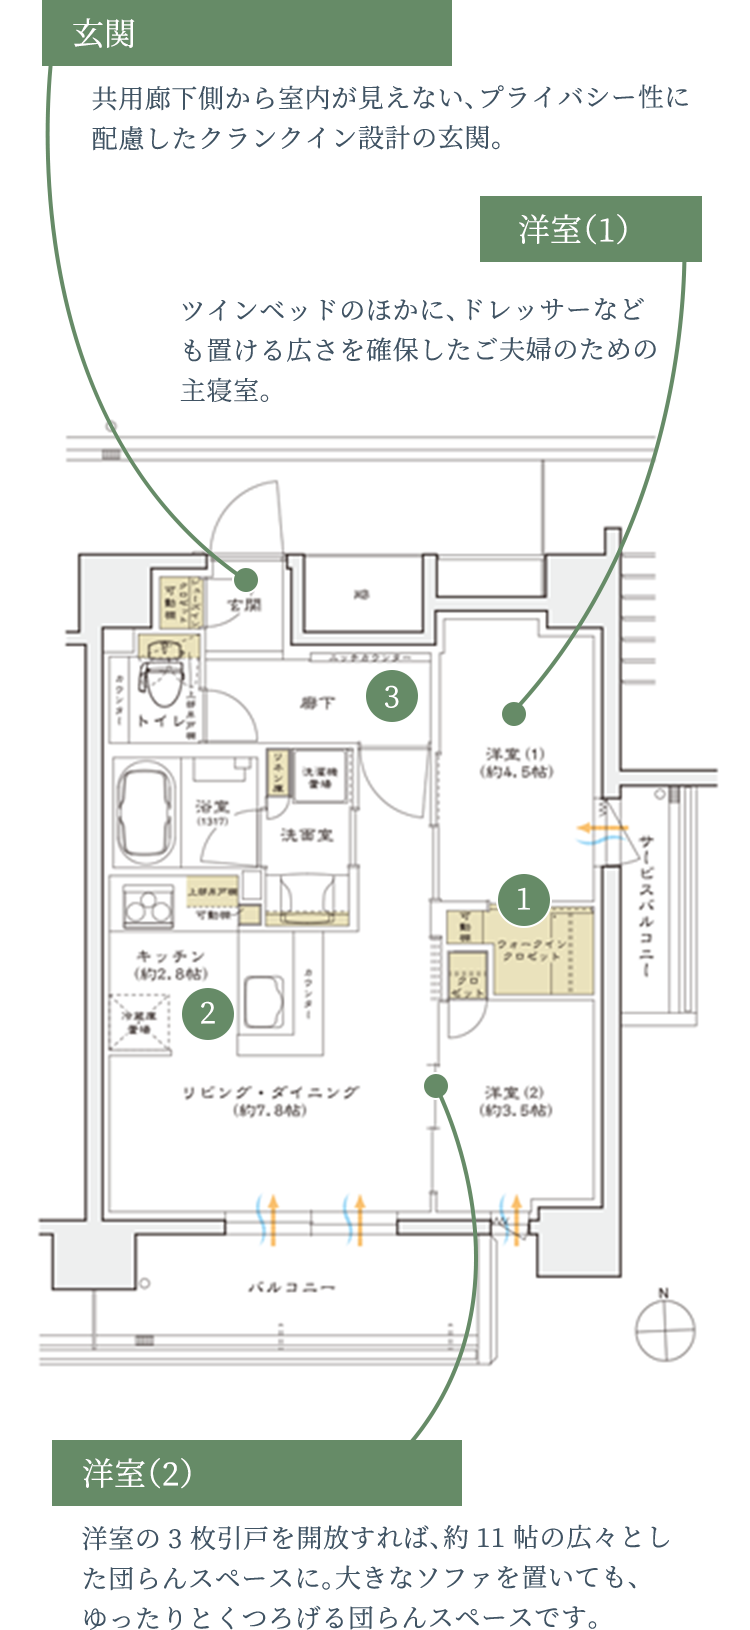 玄関
共用廊下側から室内が見えない、プライバシー性に
配慮したクランクイン設計の玄関。
洋室(1)
ツインベッドのほかに、ドレッサーなど
も置ける広さを確保したご夫婦のための
主寝室。
MB
可動棚
シューズインクロゼット
玄関
ニッチカウンター
カウンター
トイレ
上部吊戸棚
廊下
3
洋室(1)
(約4.5帖)
リネン庫
洗濯機
置場
浴室
(1317)
洗面室
サービスバルコニー
上部吊戸棚
可動棚
1
可動棚
ウォークイン
クロゼット
キッチン
(約2.8帖)
カウンター
クロ
ゼット
冷蔵庫
置場
2
リビング・ダイニング
(約7.8帖)
洋室(2)
(約3.5帖)
バルコニー
N
洋室(2)
洋室の 3 枚引戸を開放すれば、約 11 帖の広々とし
た団らんスペースに。大きなソファを置いても、
ゆったりとくつろげる団らんスペースです。